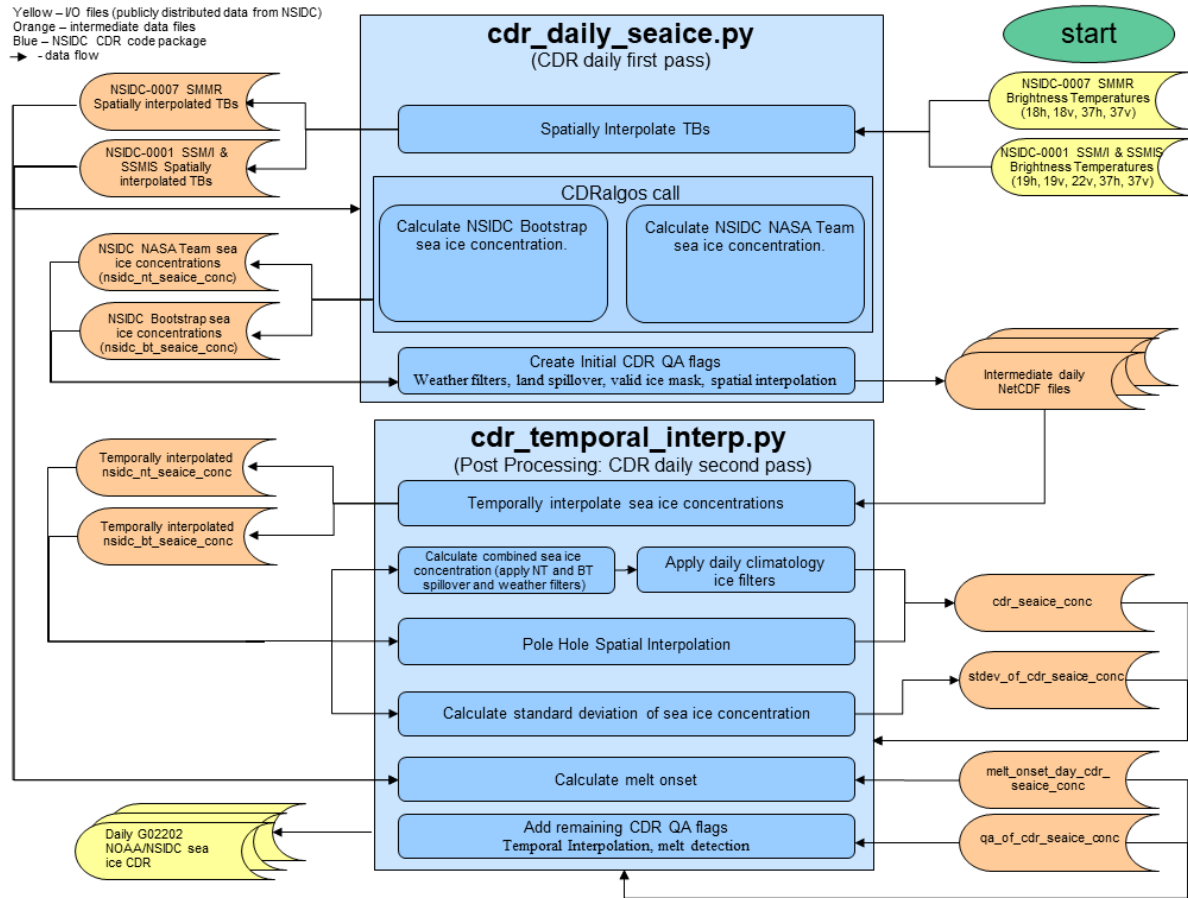 Yellow – I/O files (publicly distributed data from NSIDC)
Orange – intermediate data files
Blue – NSIDC CDR code package
- data flow
cdr_daily_seaice.py
(CDR daily first pass)
start
NSIDC-0007 SMMR
Spatially interpolated TBs
NSIDC-0001 SSM/I &
SSMIS Spatially
interpolated TBs
Spatially Interpolate TBs
NSIDC-0007 SMMR
Brightness Temperatures
(18h, 18v, 37h, 37v)
NSIDC-0001 SSM/I & SSMIS
Brightness Temperatures
(19h, 19v, 22v, 37h, 37v)
CDRalgos call
Calculate NSIDC Bootstrap
sea ice concentration.
Calculate NSIDC NASA Team
sea ice concentration.
NSIDC NASA Team sea
ice concentrations
(nsidc_nt_seaice_conc)
NSIDC Bootstrap sea
ice concentrations
(nsidc_bt_seaice_conc)
Create Initial CDR QA flags
Weather filters, land spillover, valid ice mask, spatial interpolation
Intermediate daily
NetCDF files
cdr_temporal_interp.py
(Post Processing: CDR daily second pass)
Temporally interpolated
nsidc_nt_seaice_conc
Temporally interpolated
nsidc_bt_seaice_conc
Temporally interpolate sea ice concentrations
Calculate combined sea ice
concentration (apply NT and BT
spillover and weather filters)
Apply daily climatology
ice filters
cdr_seaice_conc
Pole Hole Spatial Interpolation
stdev_of_cdr_seaice_conc
Calculate standard deviation of sea ice concentration
Calculate melt onset
melt_onset_day_cdr_
seaice_conc
Daily G02202
NOAA/NSIDC sea
ice CDR
Add remaining CDR QA flags
Temporal Interpolation, melt detection
qa_of_cdr_seaice_conc